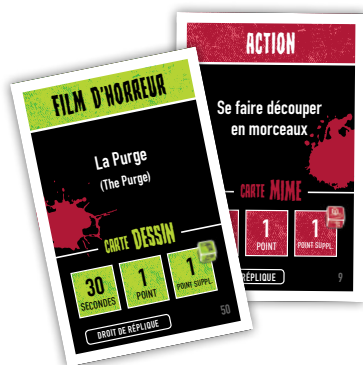 FILM D'HORREUR
La Purge
(The Purge)
CARTE DESSIN
30
SECONDES
1
POINT
1
POINT SUPPL.
DROIT DE RÉPLIQUE
50
ACTION
Se faire découper
en morceaux
CARTE MIME
1
POINT
1
POINT SUPPL.
RÉPLIQUE
9